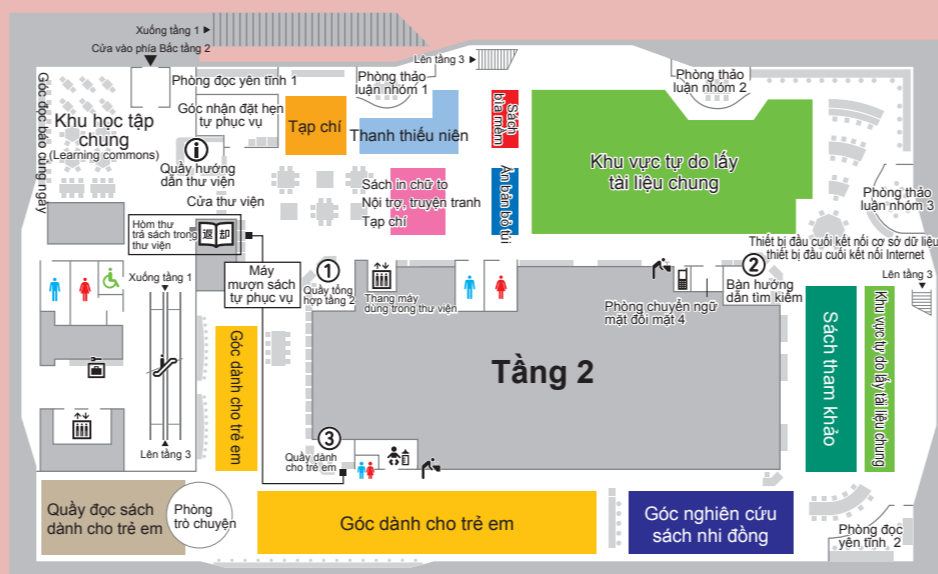 Xuống tầng 1
Cửa vào phía Bắc tầng 2
Lên tầng 3
Góc đọc báo cung ngay
Khu học tập
chung
(Learning commons)
Phòng đọc yên tĩnh 1
Góc nhận đặt hẹn
tự phục vụ
Tạp chí
Phòng thảo
luận nhóm 1
Thanh thiếu niên
Sách
bìa mềm
Phòng thảo
luận nhóm 2
Khu vực tự do lấy
tài liệu chung
i
Quầy hướng
dẫn thư viện
Cửa thư viện
Sách in chữ to
Nội trợ, truyện tranh
Tạp chí
Ấn bản bỏ túi
Phòng thảo
luận nhóm 3
Hòm thư
trả sách trong
thư viện
返却
Thiết bị đầu cuối kết nối cơ sở dữ liệu
thiết bị đầu cuối kết nối Internet
Xuống tầng 1
Máy
mượn sách
tự phục vụ
1
Quầy tổng
hợp tầng 2
Thang máy
dùng trong thư viện
Phòng chuyển ngữ
mặt đối mặt 4
2
Bàn hướng
dẫn tìm kiếm
Lên tầng 3
Tầng 2
Góc dành
cho trẻ em
Sách tham khảo
Khu vực tự do lấy tài liệu chung
3
Quầy dành
cho trẻ em
Lên tầng 3
Quầy đọc sách
dành cho trẻ em
Phòng
trò chuyện
Góc dành cho trẻ em
Góc nghiên cứu
sách nhi đồng
Phòng đọc
yên tĩnh 2